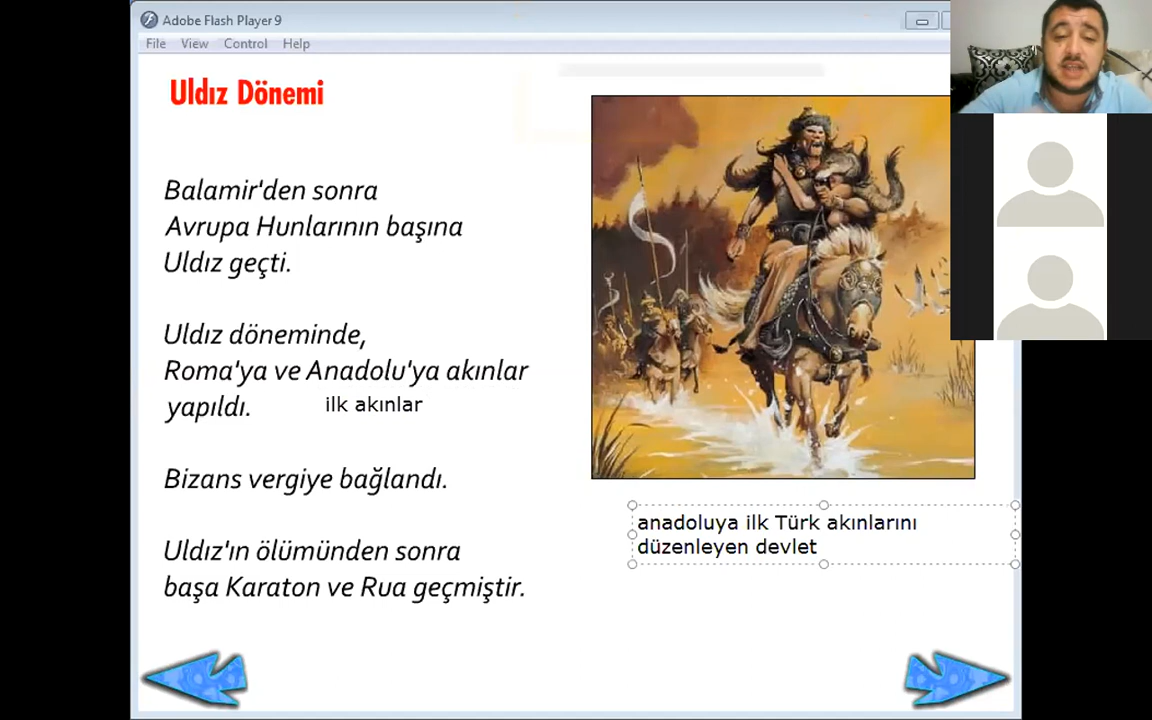 Adobe Flash Player 9
File View Control Help
Uldız Dönemi
Balamir'den sonra
Avrupa Hunlarının başına
Uldız geçti.
Uldız döneminde,
Roma'ya ve Anadolu'ya akınlar
yapıldı. ilk akınlar
Bizans vergiye bağlandı.
Uldız'ın ölümünden sonra
başa Karaton ve Rua geçmiştir.
anadoluya ilk Türk akınlarını
düzenleyen devlet